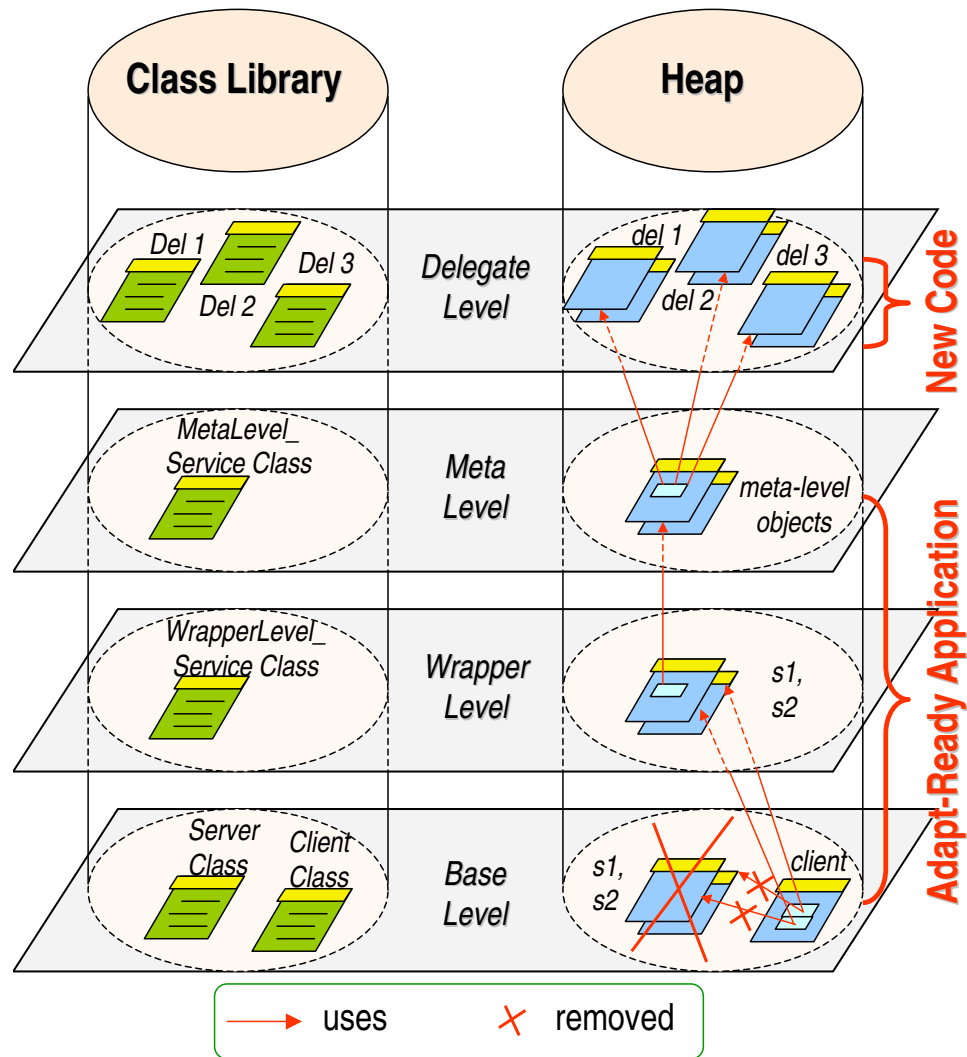 Class Library
Heap
Del 1
Del 2
Del 3
Delegate
Level
del 1
del 2
del 3
New Code
MetaLevel_
Service Class
Meta
Level
meta-level
objects
WrapperLevel_
Service Class
Wrapper
Level
s1,
s2
Adapt-Ready Application
Server
Class
Client
Class
Base
Level
s1,
s2
client
uses
removed